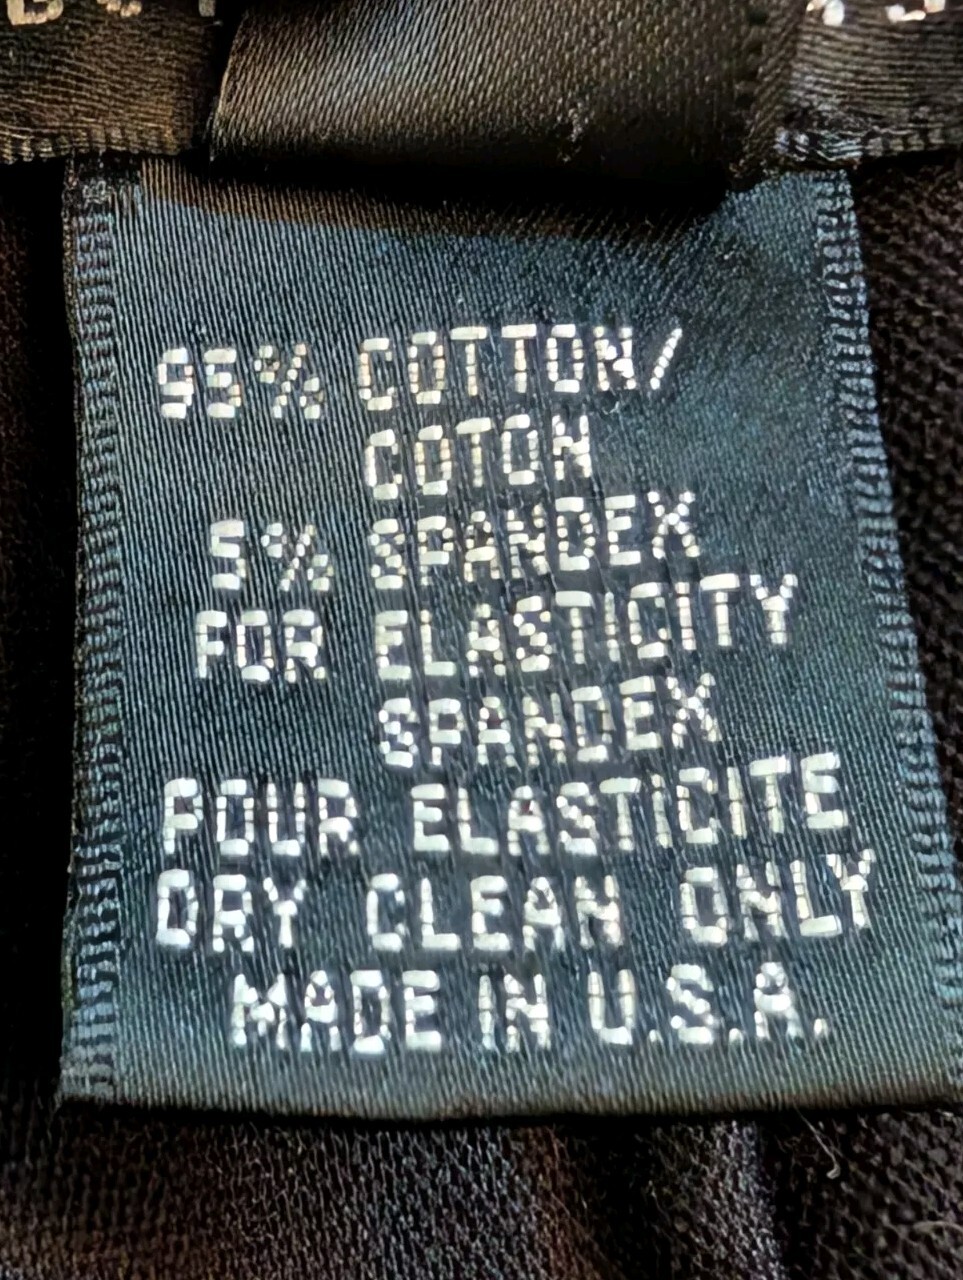 95% COTTON/
COTON
5% SPANDEX
FOR ELASTICITY
SPANDEX
POUR ELASTICITE
DRY CLEAN ONLY
MADE IN U.S.A.